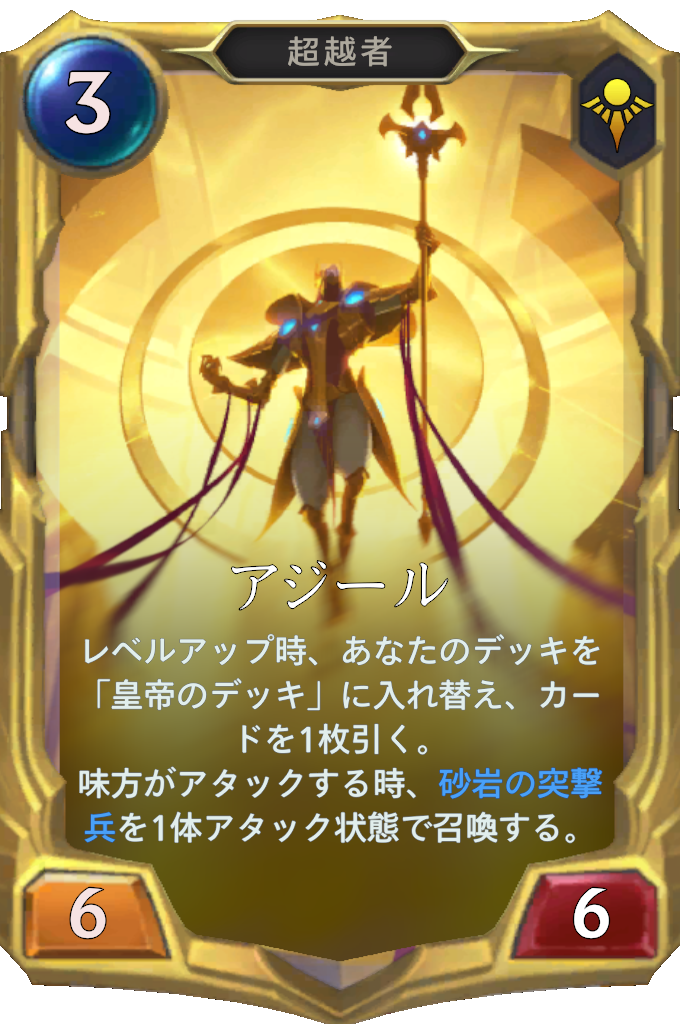 超越者
3
アジール
レベルアップ時、あなたのデッキを
「皇帝のデッキ」に入れ替え、カー
ドを1枚引く。
味方がアタックする時、砂岩の突撃
兵を1体アタック状態で召喚する。
6
6